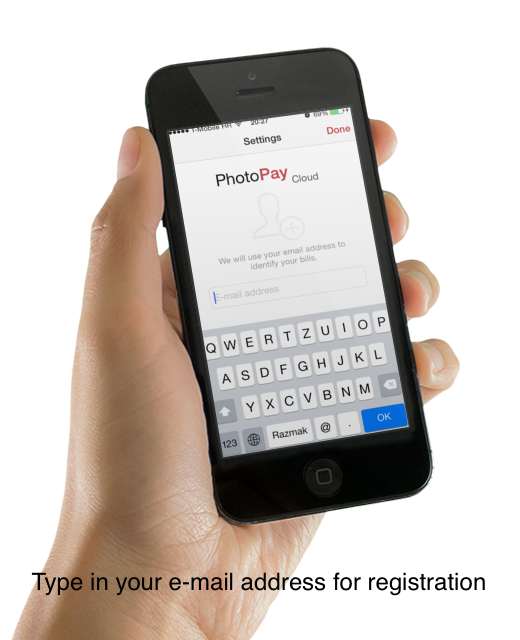 T-Mobile HR 20:27 69%
Settings Done
PhotoPay Cloud
We will use your email address to
identify your bills.
E-mail address
Q W E R T Z U I O P
A S D F G H J K L
Y X C V B N M
123 Razmak @ . OK
Type in your e-mail address for registration